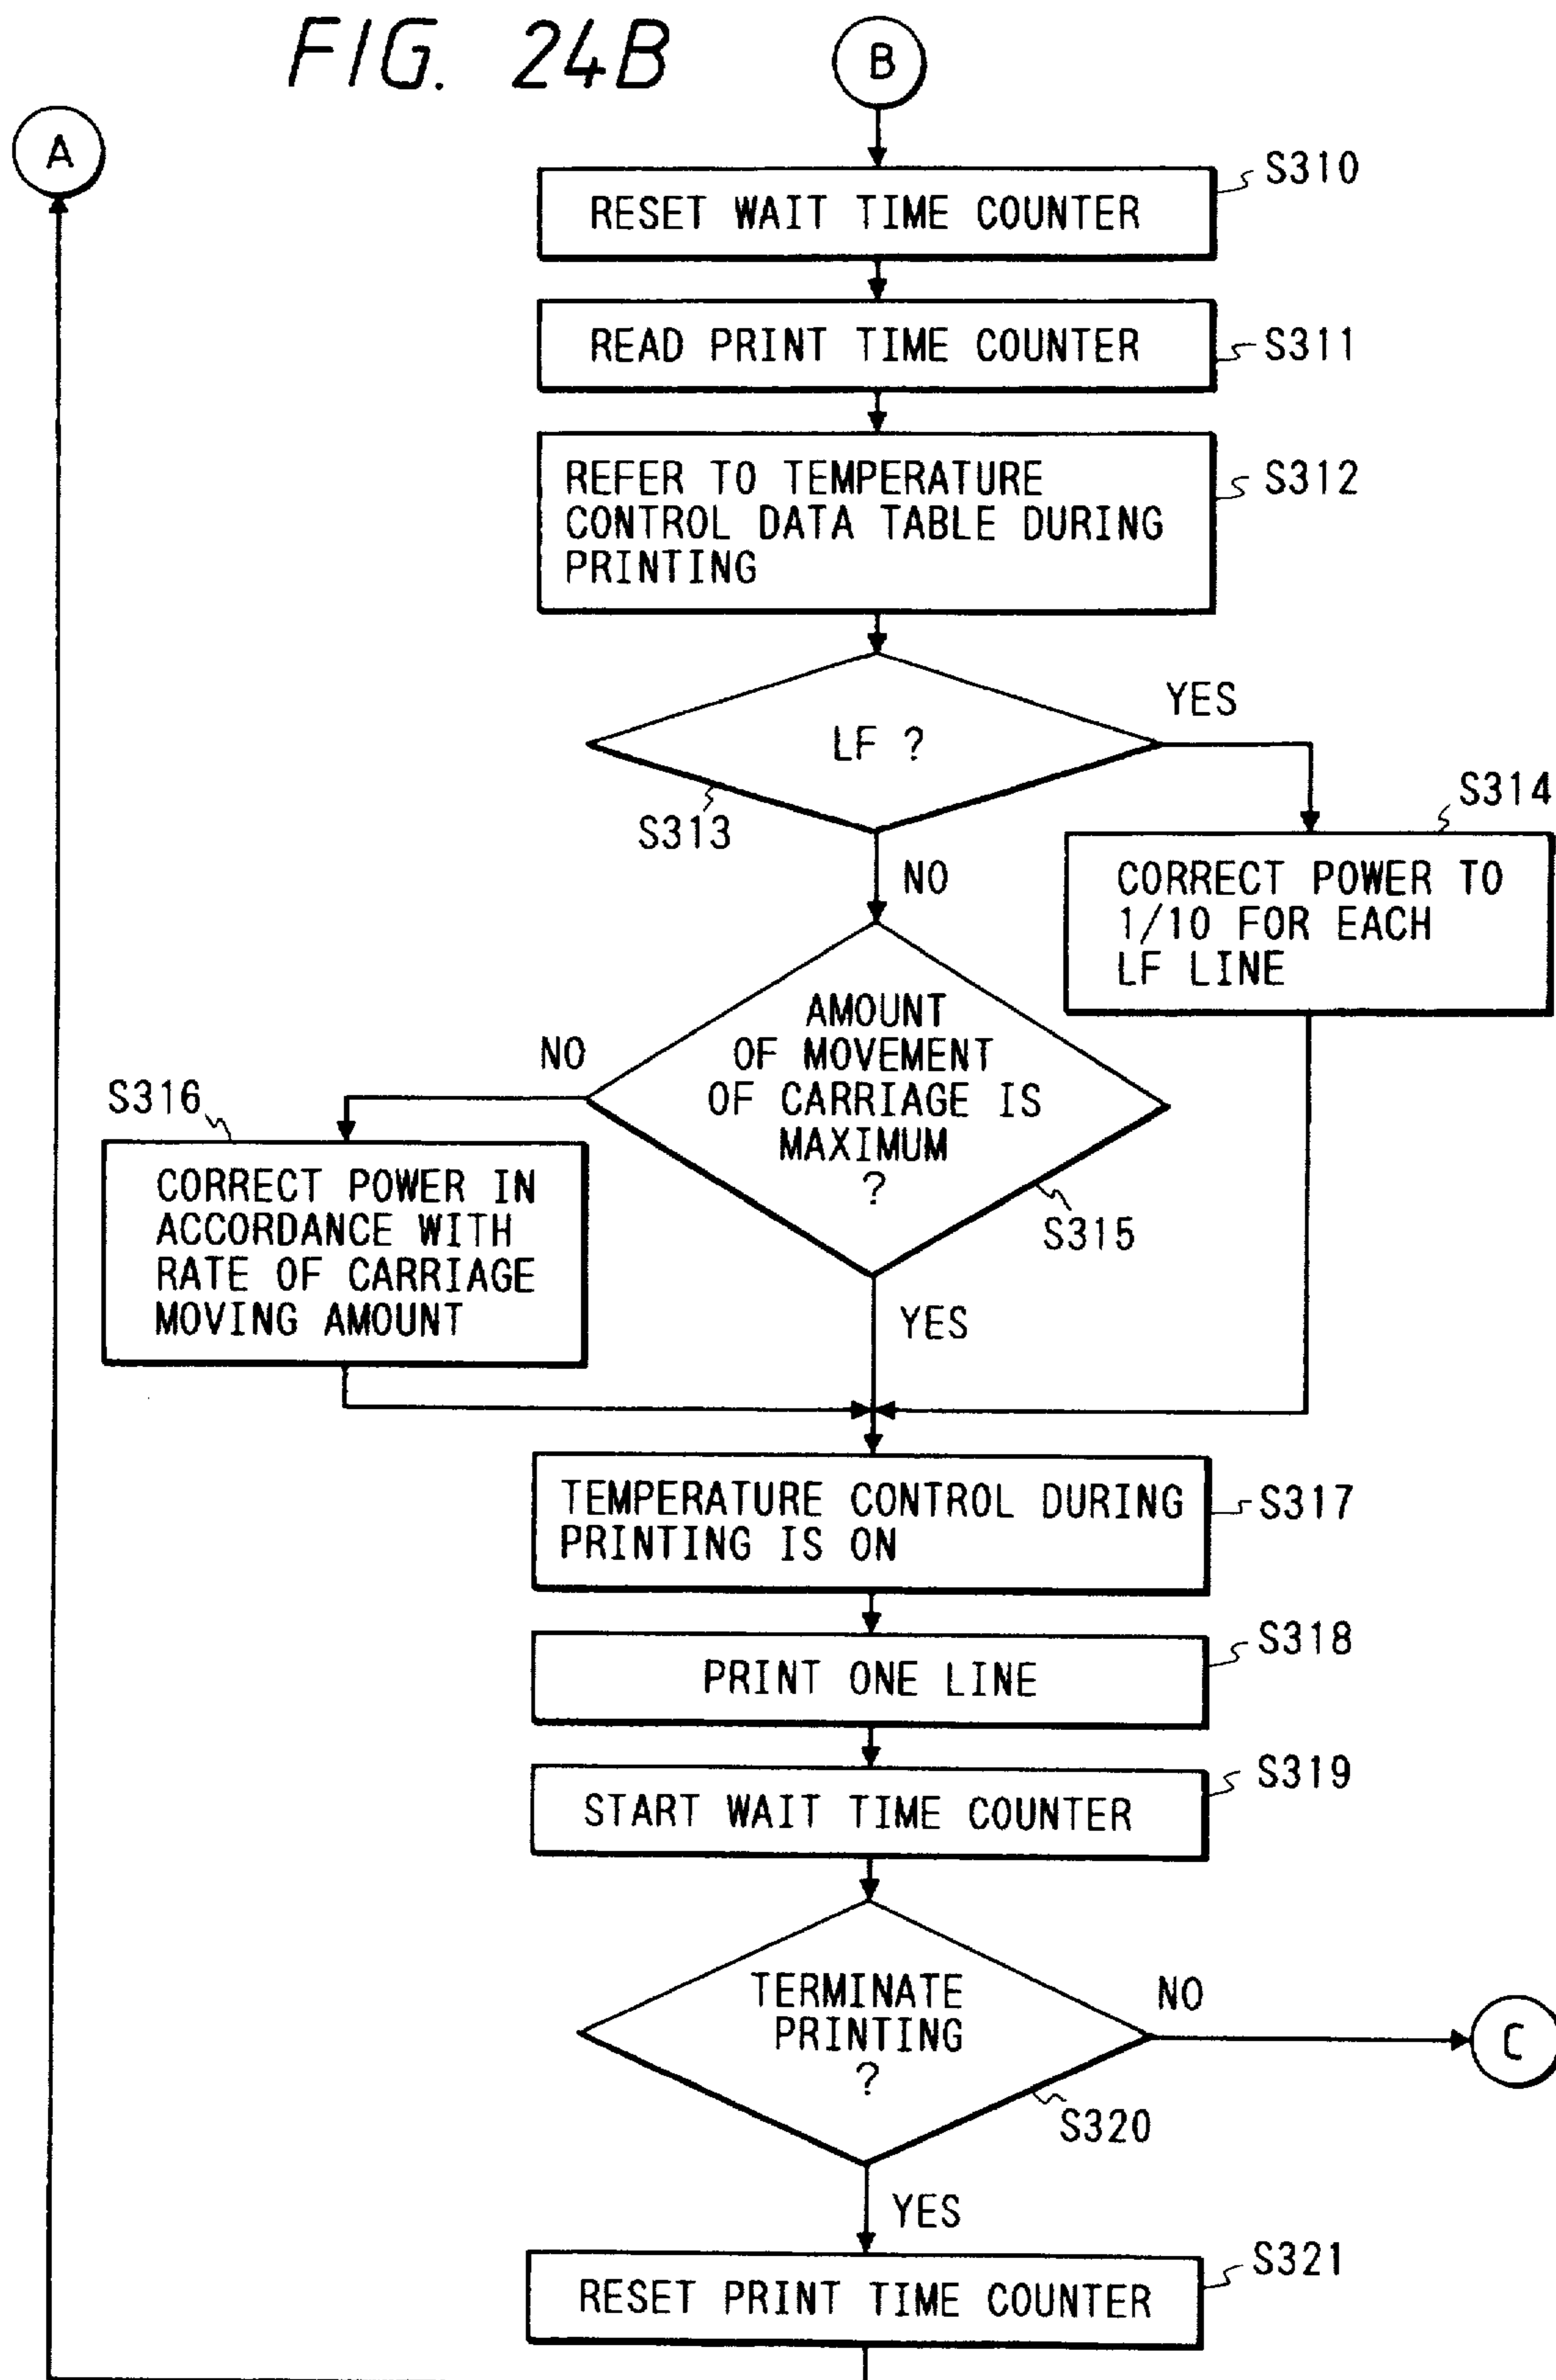 FIG. 24B
B
A
RESET WAIT TIME COUNTER
S310
READ PRINT TIME COUNTER
S311
REFER TO TEMPERATURE
CONTROL DATA TABLE DURING
PRINTING
S312
LF ?
YES
S313
NO
S314
CORRECT POWER TO
1/10 FOR EACH
LF LINE
AMOUNT
OF MOVEMENT
OF CARRIAGE IS
MAXIMUM
?
NO
S315
S316
CORRECT POWER IN
ACCORDANCE WITH
RATE OF CARRIAGE
MOVING AMOUNT
YES
TEMPERATURE CONTROL DURING
PRINTING IS ON
S317
PRINT ONE LINE
S318
START WAIT TIME COUNTER
S319
TERMINATE
PRINTING
?
NO
C
S320
YES
RESET PRINT TIME COUNTER
S321